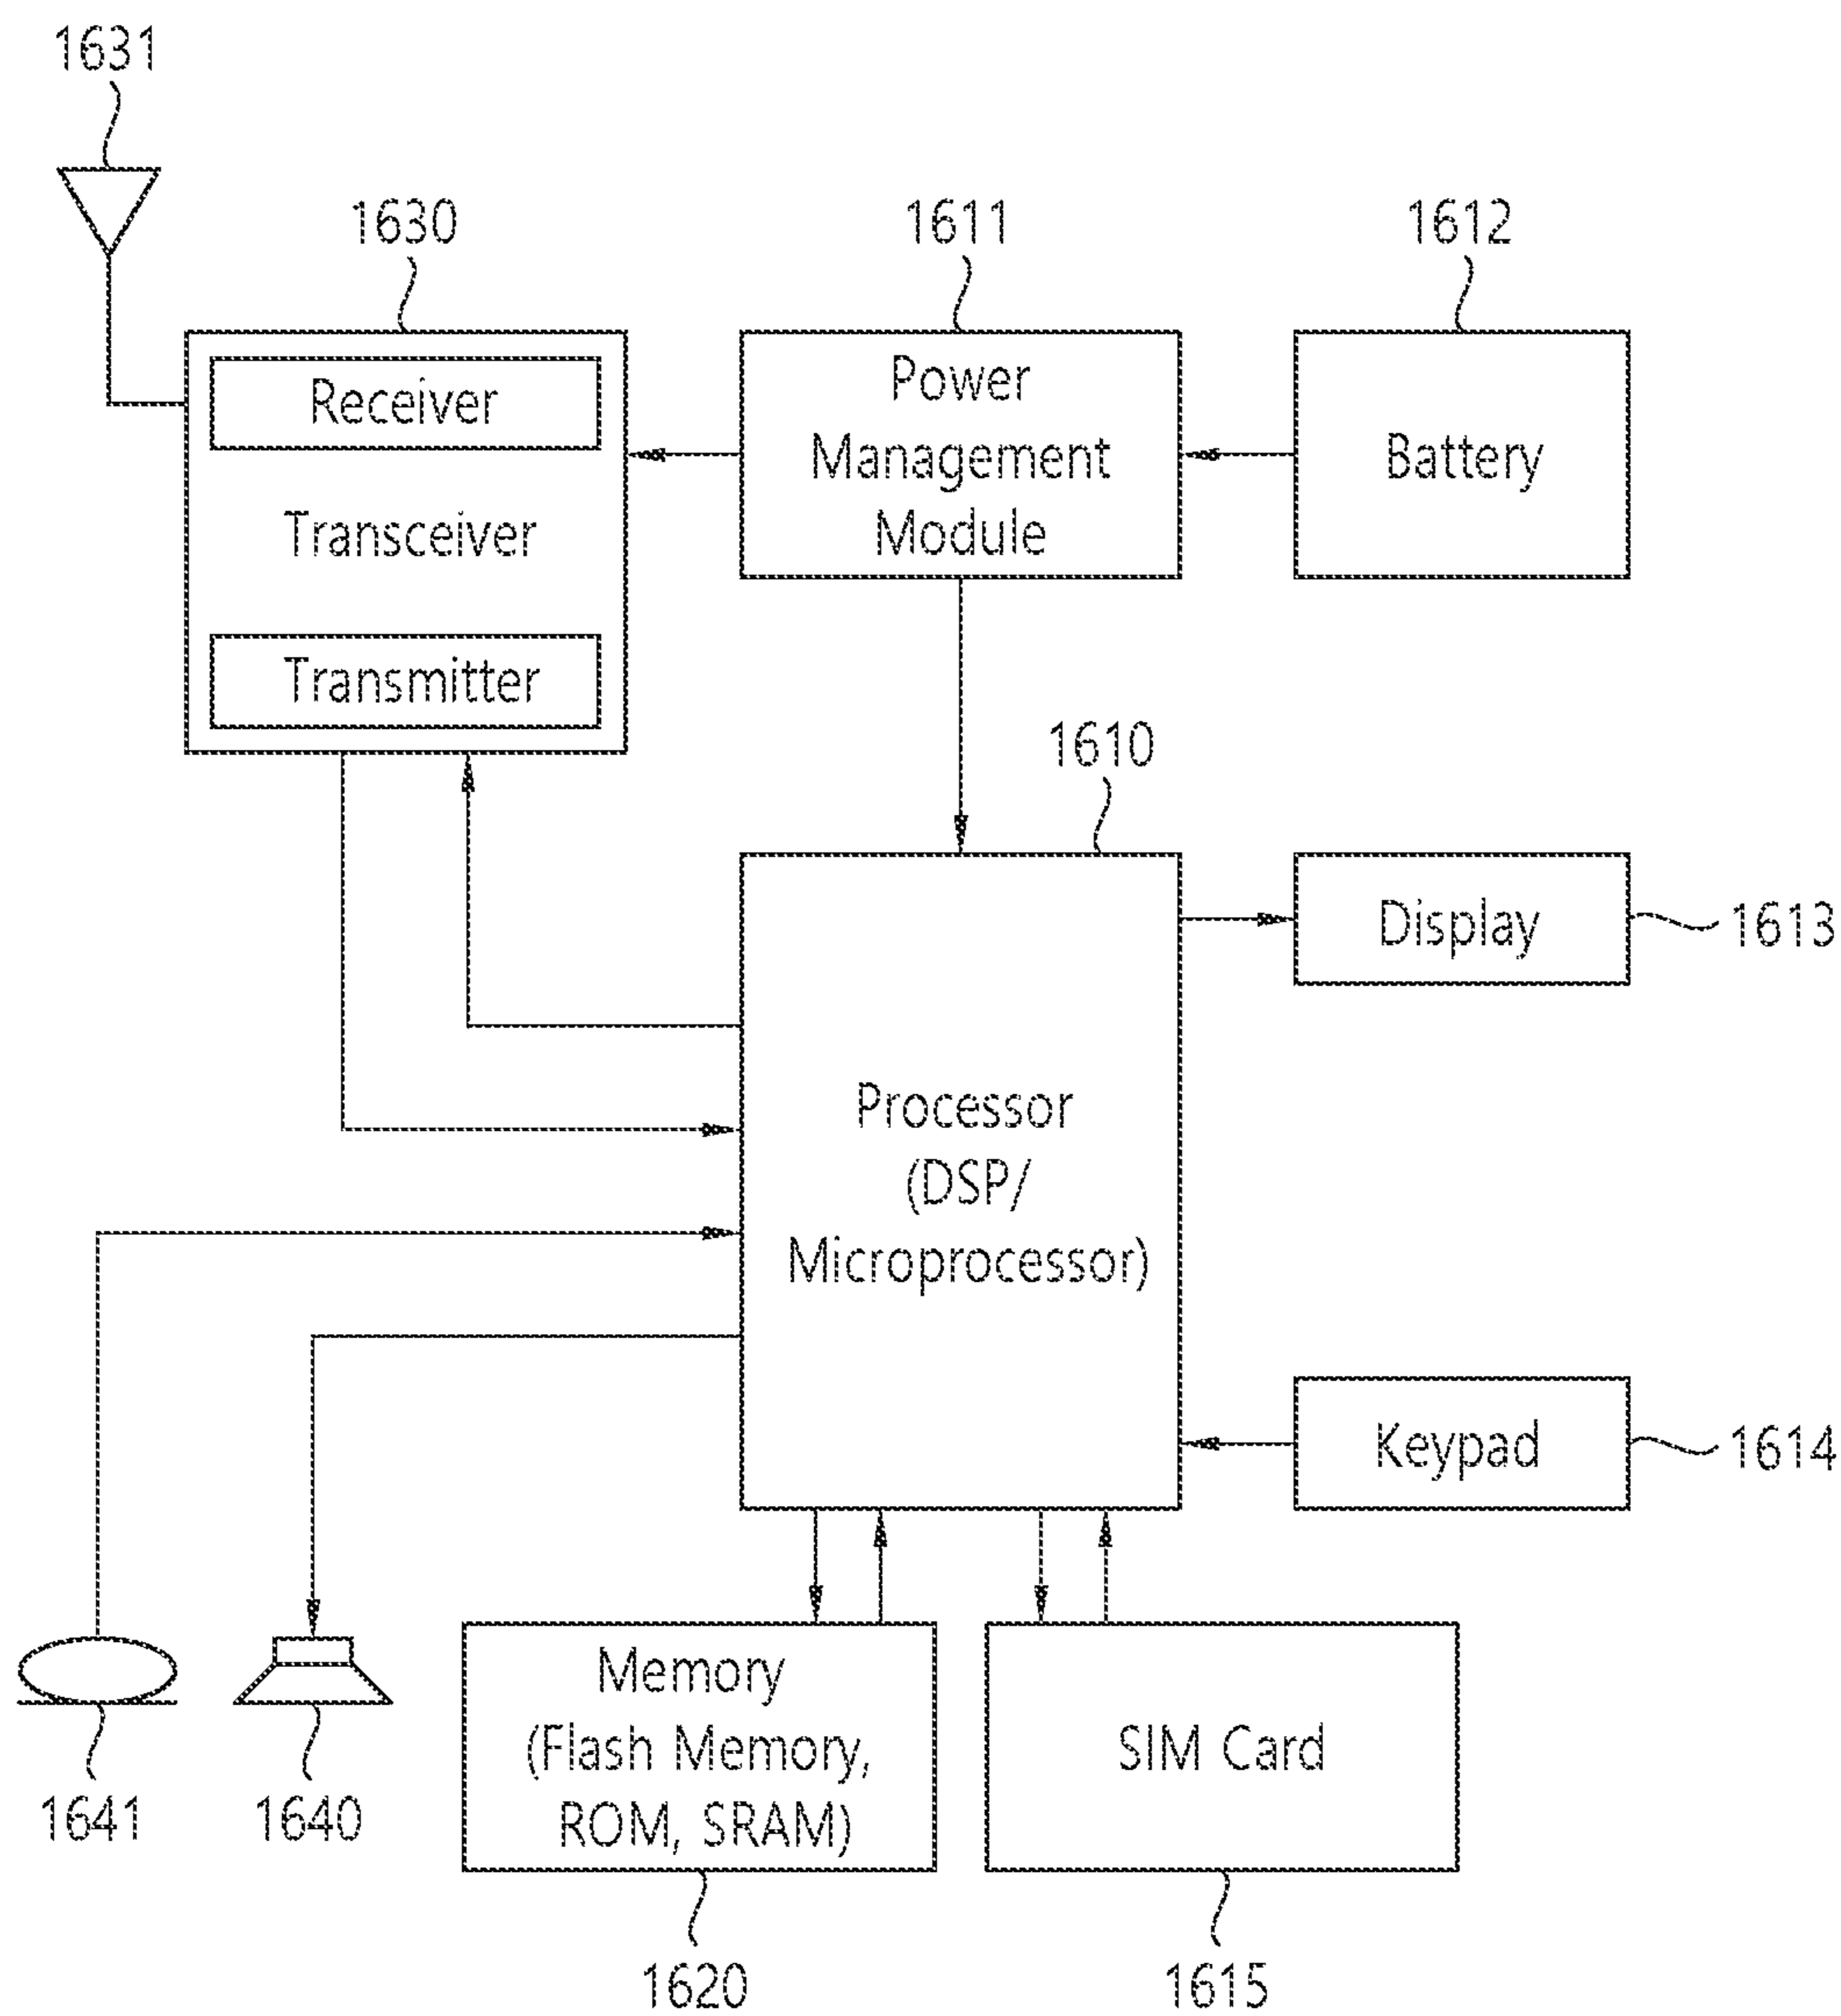 1631
1630
1611
1612
Receiver
Transceiver
Transmitter
Power
Management
Module
Battery
1610
Processor
(DSP/
Microprocessor)
Display
1613
Keypad
1614
1641
1640
Memory
(Flash Memory,
ROM, SRAM)
SIM Card
1620
1615